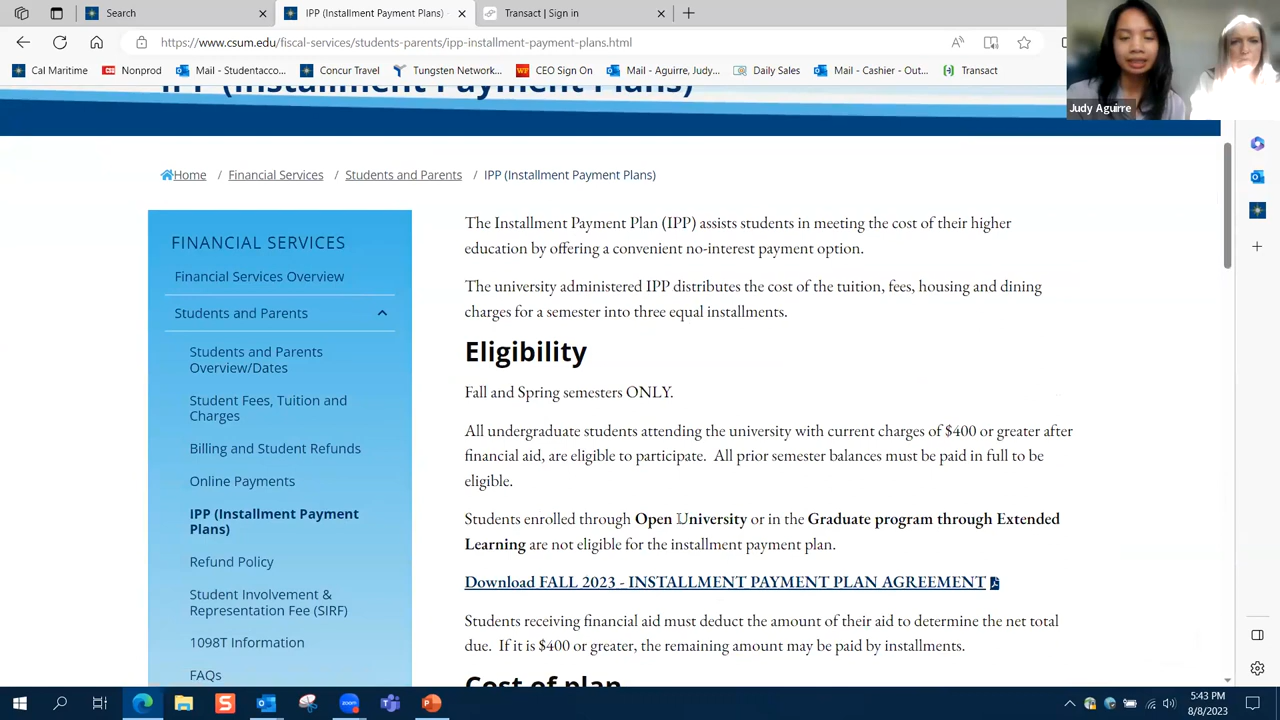 Search
IPP (Installment Payment Plans)
Transact | Sign in
https://www.csum.edu/fiscal-services/students-parents/ipp-installment-payment-plans.html
Cal Maritime
Nonprod
Mail - Studentacco...
Concur Travel
Tungsten Network...
CEO Sign On
Mail - Aguirre, Judy...
Daily Sales
Mail - Cashier - Out...
Transact
Judy Aguirre
IPP (Installment Payment Plans)
Home / Financial Services / Students and Parents / IPP (Installment Payment Plans)
FINANCIAL SERVICES
Financial Services Overview
Students and Parents
Students and Parents
Overview/Dates
Student Fees, Tuition and
Charges
Billing and Student Refunds
Online Payments
IPP (Installment Payment
Plans)
Refund Policy
Student Involvement &
Representation Fee (SIRF)
1098T Information
FAQs
The Installment Payment Plan (IPP) assists students in meeting the cost of their higher
education by offering a convenient no-interest payment option.
The university administered IPP distributes the cost of the tuition, fees, housing and dining
charges for a semester into three equal installments.
Eligibility
Fall and Spring semesters ONLY.
All undergraduate students attending the university with current charges of $400 or greater after
financial aid, are eligible to participate. All prior semester balances must be paid in full to be
eligible.
Students enrolled through Open University or in the Graduate program through Extended
Learning are not eligible for the installment payment plan.
Download FALL 2023 - INSTALLMENT PAYMENT PLAN AGREEMENT
Students receiving financial aid must deduct the amount of their aid to determine the net total
due. If it is $400 or greater, the remaining amount may be paid by installments.
Cost of plan
5:43 PM
8/8/2023